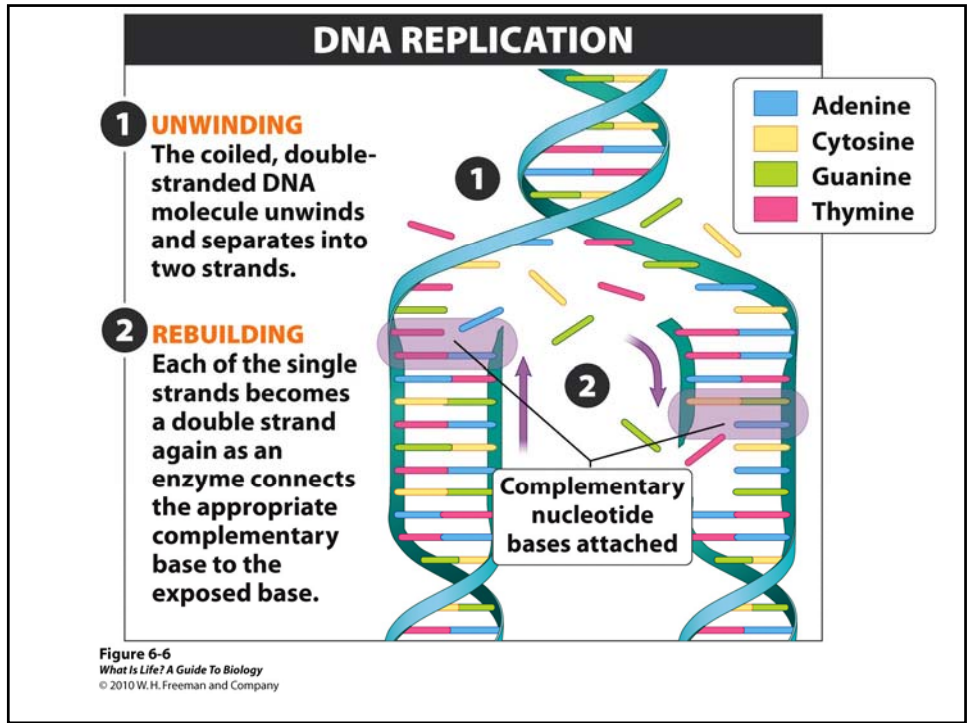 DNA REPLICATION
1 UNWINDING
The coiled, double-
stranded DNA
molecule unwinds
and separates into
two strands.
2 REBUILDING
Each of the single
strands becomes
a double strand
again as an
enzyme connects
the appropriate
complementary
base to the
exposed base.
1
2
Complementary
nucleotide
bases attached
Adenine
Cytosine
Guanine
Thymine
Figure 6-6
What Is Life? A Guide To Biology
© 2010 W. H. Freeman and Company